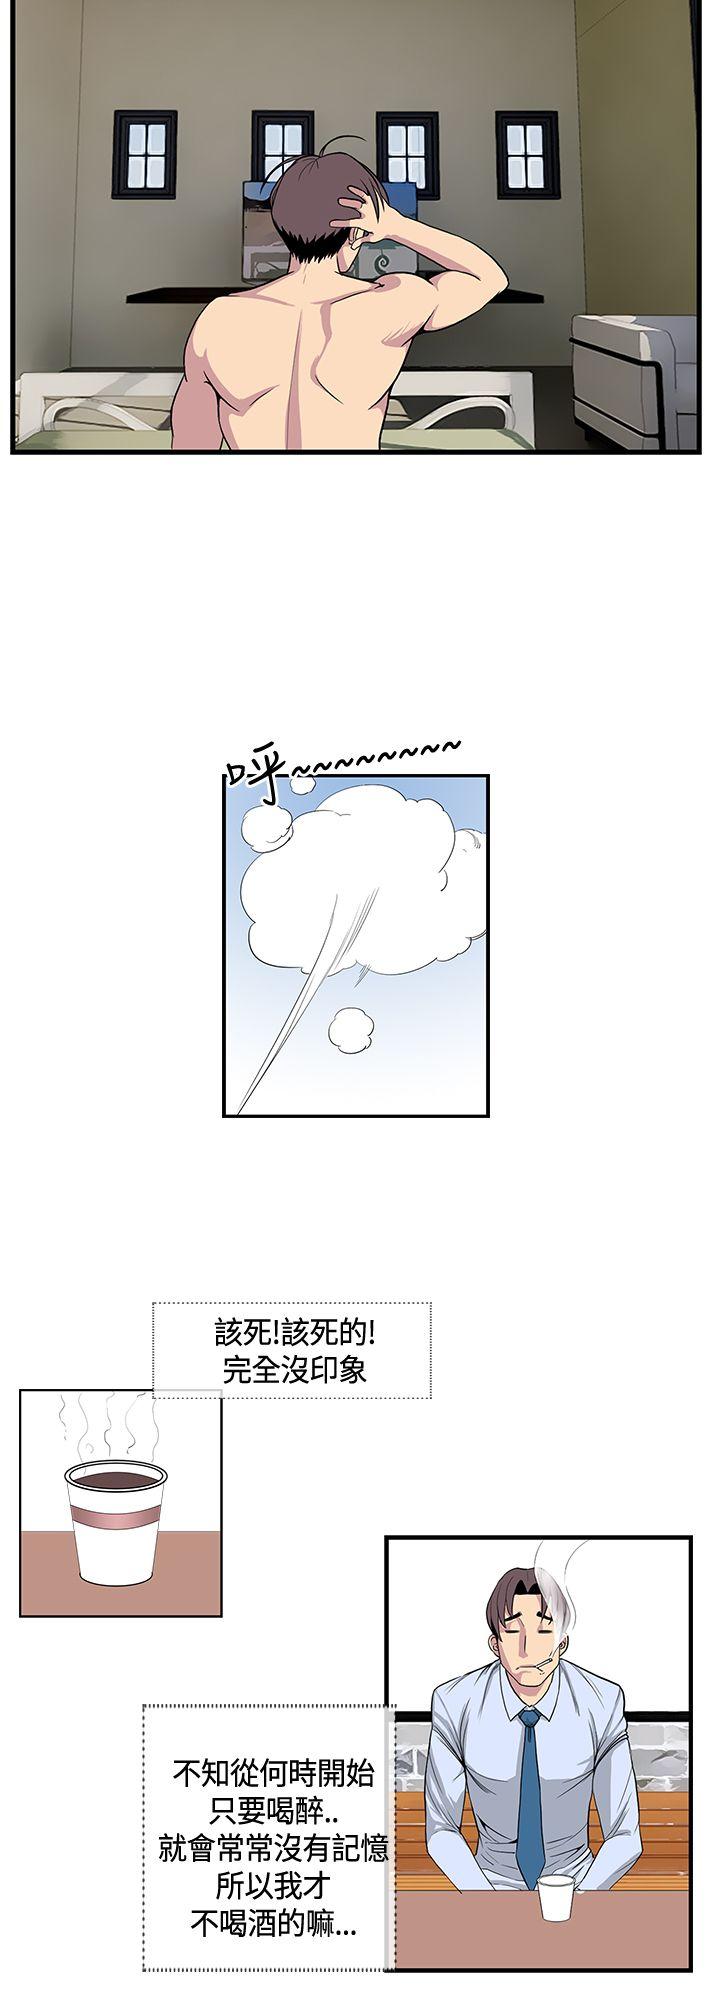 呼~~~~~~~~~
該死!該死的!
完全沒印象
不知從何時開始
只要喝醉..
就會常常沒有記憶
所以我才
不喝酒的嘛...